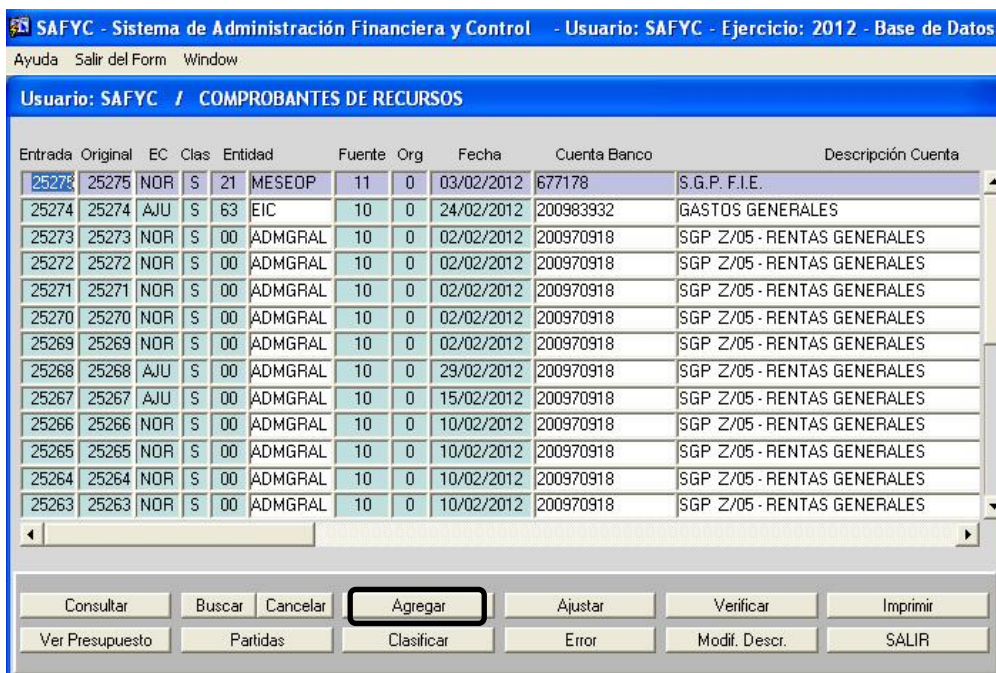 SAFYC - Sistema de Administración Financiera y Control - Usuario: SAFYC - Ejercicio: 2012 - Base de Datos
Ayuda Salir del Form Window
Usuario: SAFYC / COMPROBANTES DE RECURSOS
Entrada Original EC Clas Entidad Fuente Org Fecha Cuenta Banco Descripción Cuenta
25275 25275 NOR S 21 MESEOP 11 0 03/02/2012 677178 S.G.P. F.I.E.
25274 25274 AJU S 63 EIC 10 0 24/02/2012 200983932 GASTOS GENERALES
25273 25273 NOR S 00 ADMGRAL 10 0 02/02/2012 200970918 SGP Z/05 - RENTAS GENERALES
25272 25272 NOR S 00 ADMGRAL 10 0 02/02/2012 200970918 SGP Z/05 - RENTAS GENERALES
25271 25271 NOR S 00 ADMGRAL 10 0 02/02/2012 200970918 SGP Z/05 - RENTAS GENERALES
25270 25270 NOR S 00 ADMGRAL 10 0 02/02/2012 200970918 SGP Z/05 - RENTAS GENERALES
25269 25269 NOR S 00 ADMGRAL 10 0 02/02/2012 200970918 SGP Z/05 - RENTAS GENERALES
25268 25268 AJU S 00 ADMGRAL 10 0 29/02/2012 200970918 SGP Z/05 - RENTAS GENERALES
25267 25267 AJU S 00 ADMGRAL 10 0 15/02/2012 200970918 SGP Z/05 - RENTAS GENERALES
25266 25266 NOR S 00 ADMGRAL 10 0 10/02/2012 200970918 SGP Z/05 - RENTAS GENERALES
25265 25265 NOR S 00 ADMGRAL 10 0 10/02/2012 200970918 SGP Z/05 - RENTAS GENERALES
25264 25264 NOR S 00 ADMGRAL 10 0 10/02/2012 200970918 SGP Z/05 - RENTAS GENERALES
25263 25263 NOR S 00 ADMGRAL 10 0 10/02/2012 200970918 SGP Z/05 - RENTAS GENERALES
Consultar Buscar Cancelar Agregar Ajustar Verificar Imprimir
Ver Presupuesto Partidas Clasificar Error Modif. Descr. SALIR